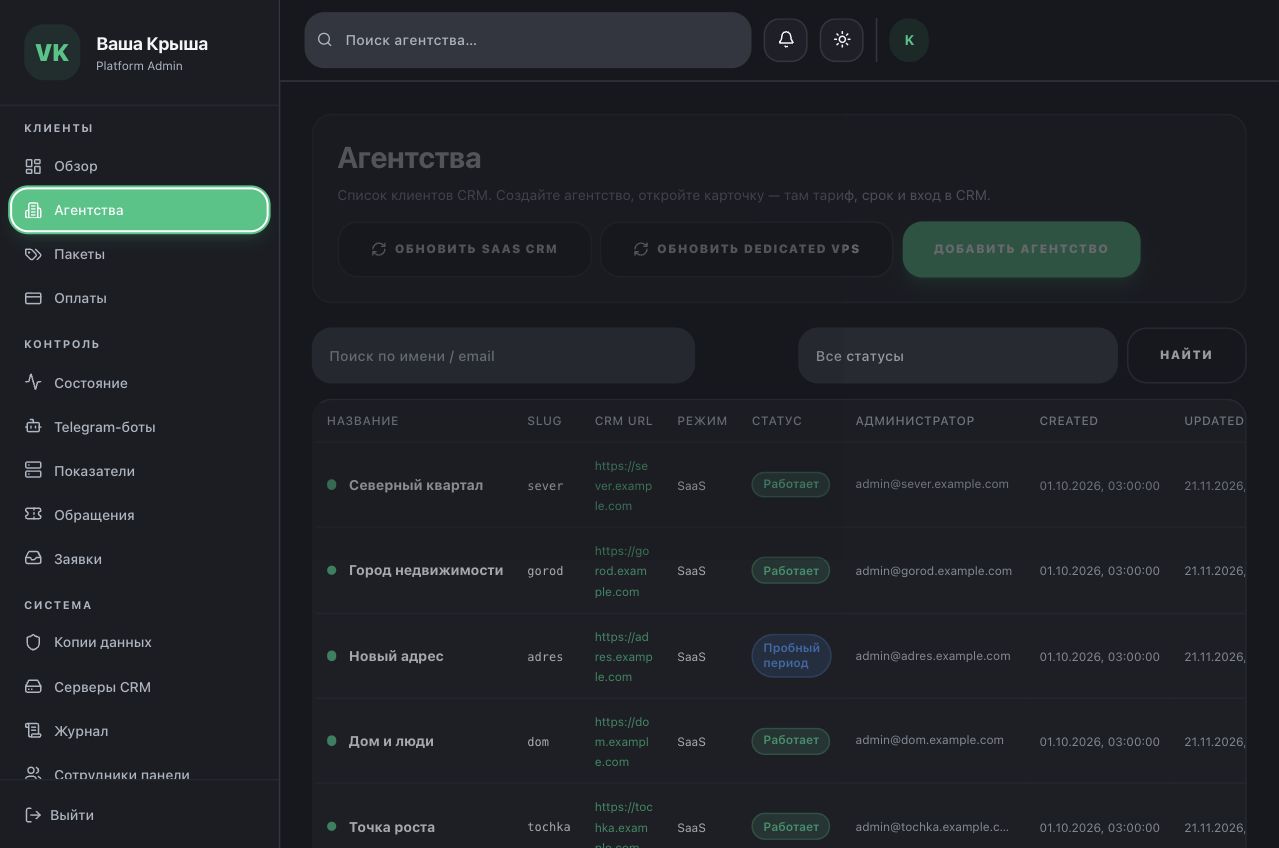 VK
Ваша Крыша
Platform Admin
Поиск агентства...
K
КЛИЕНТЫ
Обзор
Агентства
Пакеты
Оплаты
КОНТРОЛЬ
Состояние
Telegram-боты
Показатели
Обращения
Заявки
СИСТЕМА
Копии данных
Серверы CRM
Журнал
Сотрудники панели
Выйти
Агентства
Список клиентов CRM. Создайте агентство, откройте карточку — там тариф, срок и вход в CRM.
ОБНОВИТЬ SAAS CRM
ОБНОВИТЬ DEDICATED VPS
ДОБАВИТЬ АГЕНТСТВО
Поиск по имени / email
Все статусы
НАЙТИ
НАЗВАНИЕ SLUG CRM URL РЕЖИМ СТАТУС АДМИНИСТРАТОР CREATED UPDATED
Северный квартал sever https://se
ver.examp
le.com SaaS Работает admin@sever.example.com 01.10.2026, 03:00:00 21.11.2026,
Город недвижимости gorod https://go
rod.exam
ple.com SaaS Работает admin@gorod.example.com 01.10.2026, 03:00:00 21.11.2026,
Новый адрес adres https://ad
res.examp
le.com SaaS Пробный
период admin@adres.example.com 01.10.2026, 03:00:00 21.11.2026,
Дом и люди dom https://do
m.exampl
e.com SaaS Работает admin@dom.example.com 01.10.2026, 03:00:00 21.11.2026,
Точка роста tochka https://toc
hka.exam
ple.com SaaS Работает admin@tochka.example.c... 01.10.2026, 03:00:00 21.11.2026,